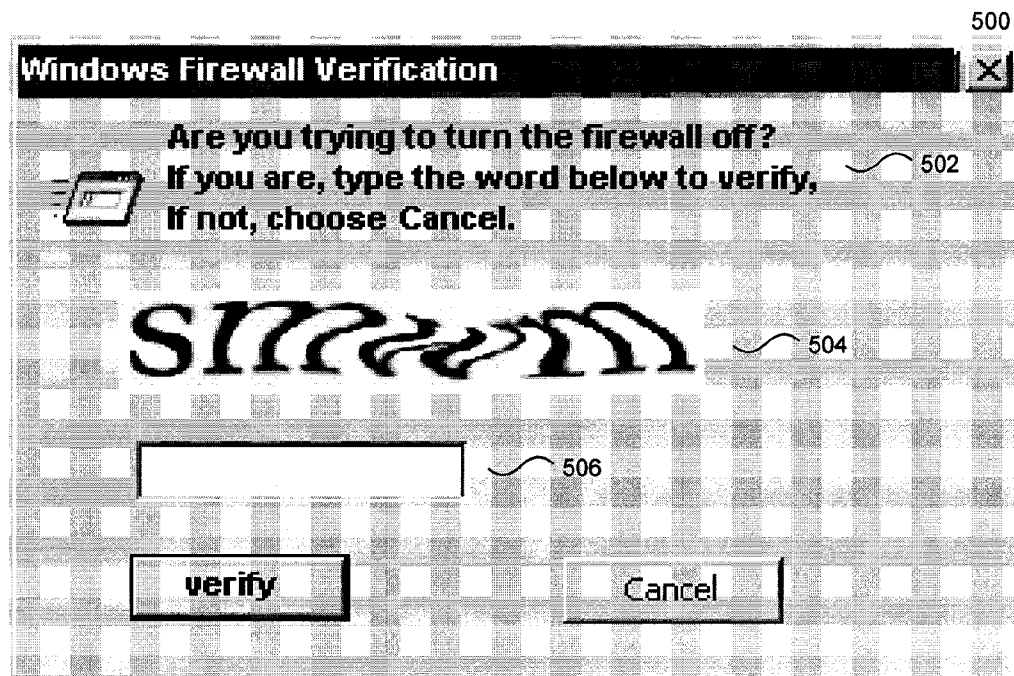 500
Windows Firewall Verification
Are you trying to turn the firewall off?
If you are, type the word below to verify,
If not, choose Cancel.
502
smwm
504
506
verify
Cancel